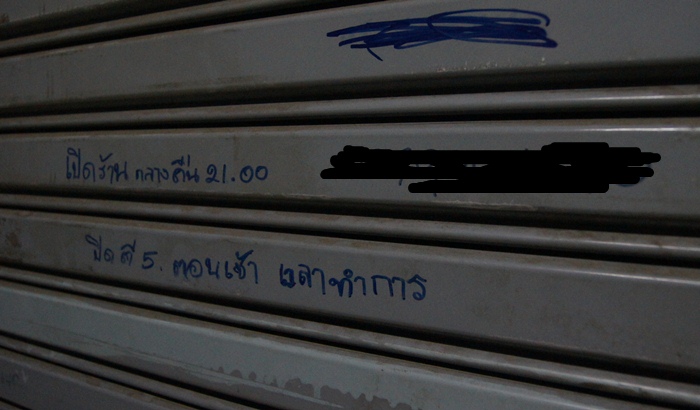 เปิดร้าน กลางคืน 21.00
ปิดตี 5. ตอนเช้า เวลาทำการ